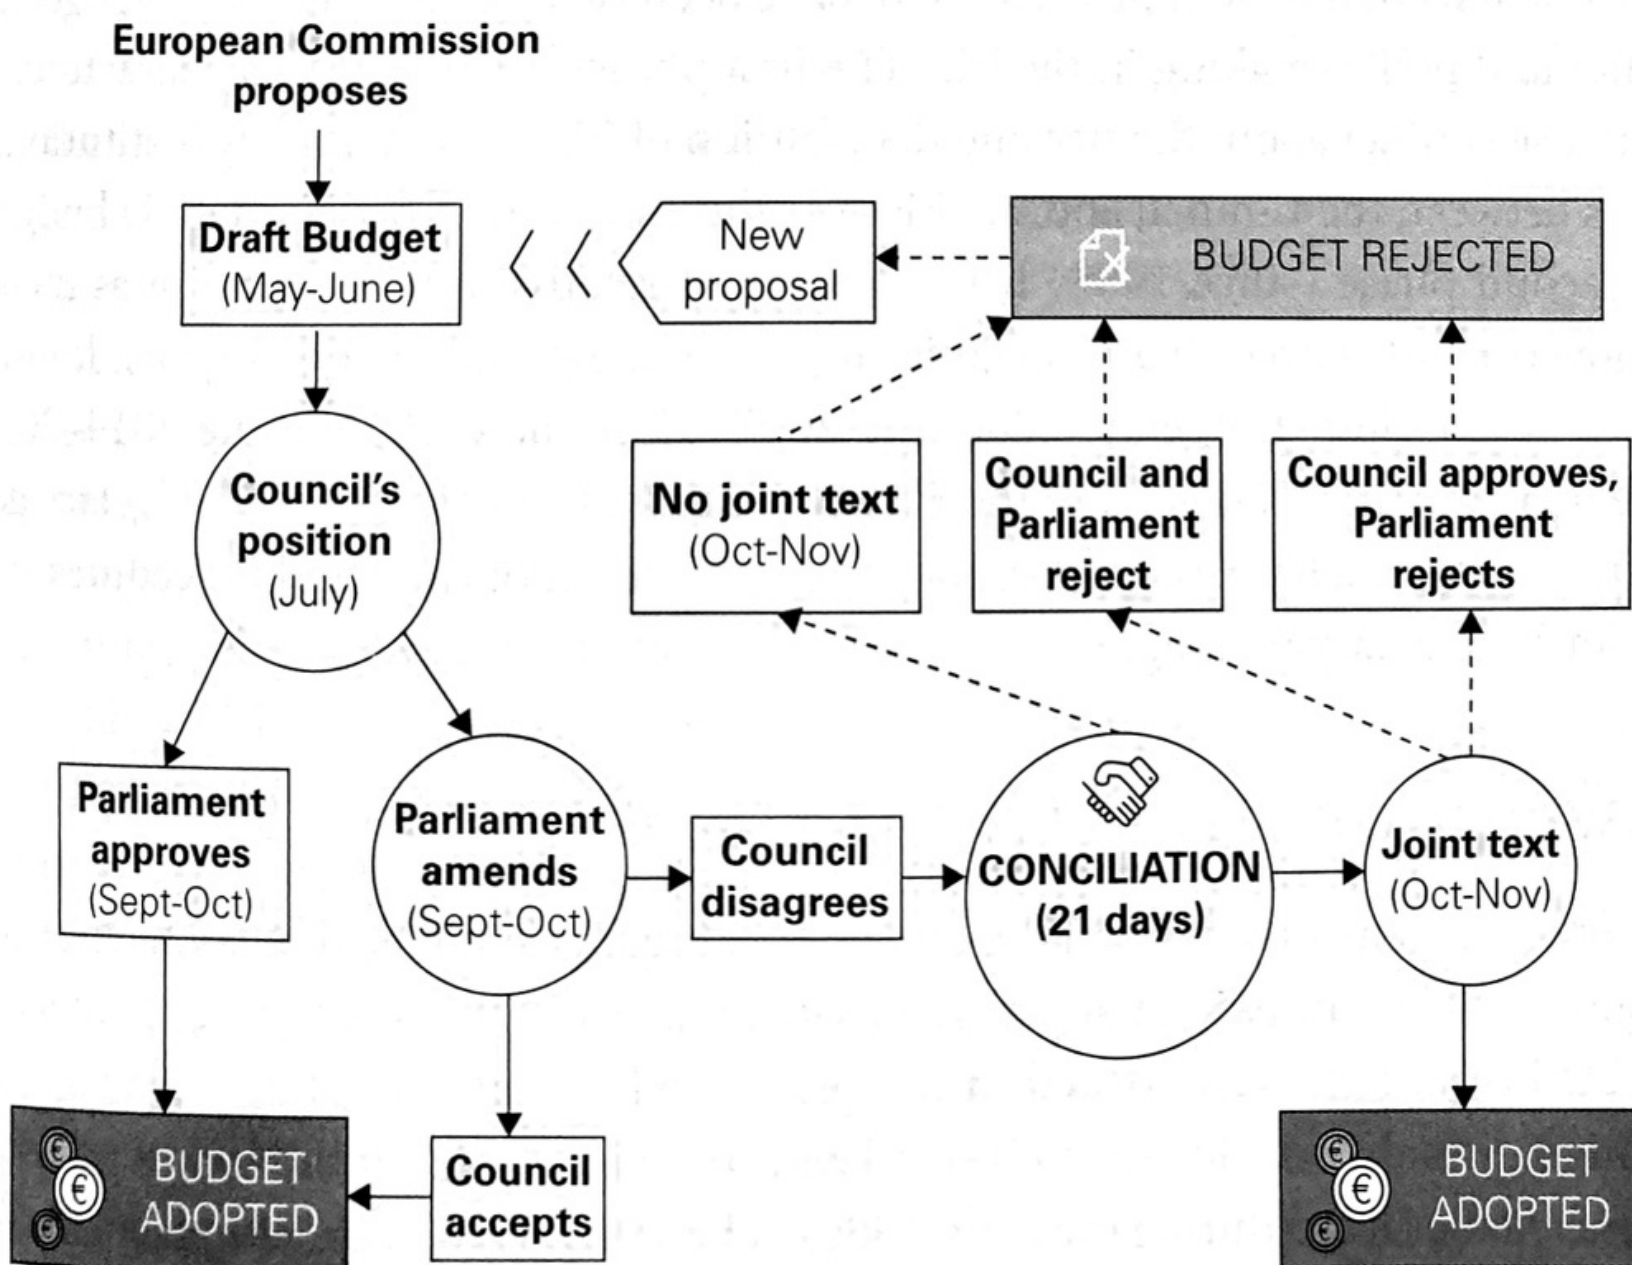 European Commission
proposes
Draft Budget
(May-June)
New
proposal
BUDGET REJECTED
Council's
position
(July)
No joint text
(Oct-Nov)
Council and
Parliament
reject
Council approves,
Parliament
rejects
Parliament
approves
(Sept-Oct)
Parliament
amends
(Sept-Oct)
Council
disagrees
CONCILIATION
(21 days)
Joint text
(Oct-Nov)
BUDGET
ADOPTED
Council
accepts
BUDGET
ADOPTED